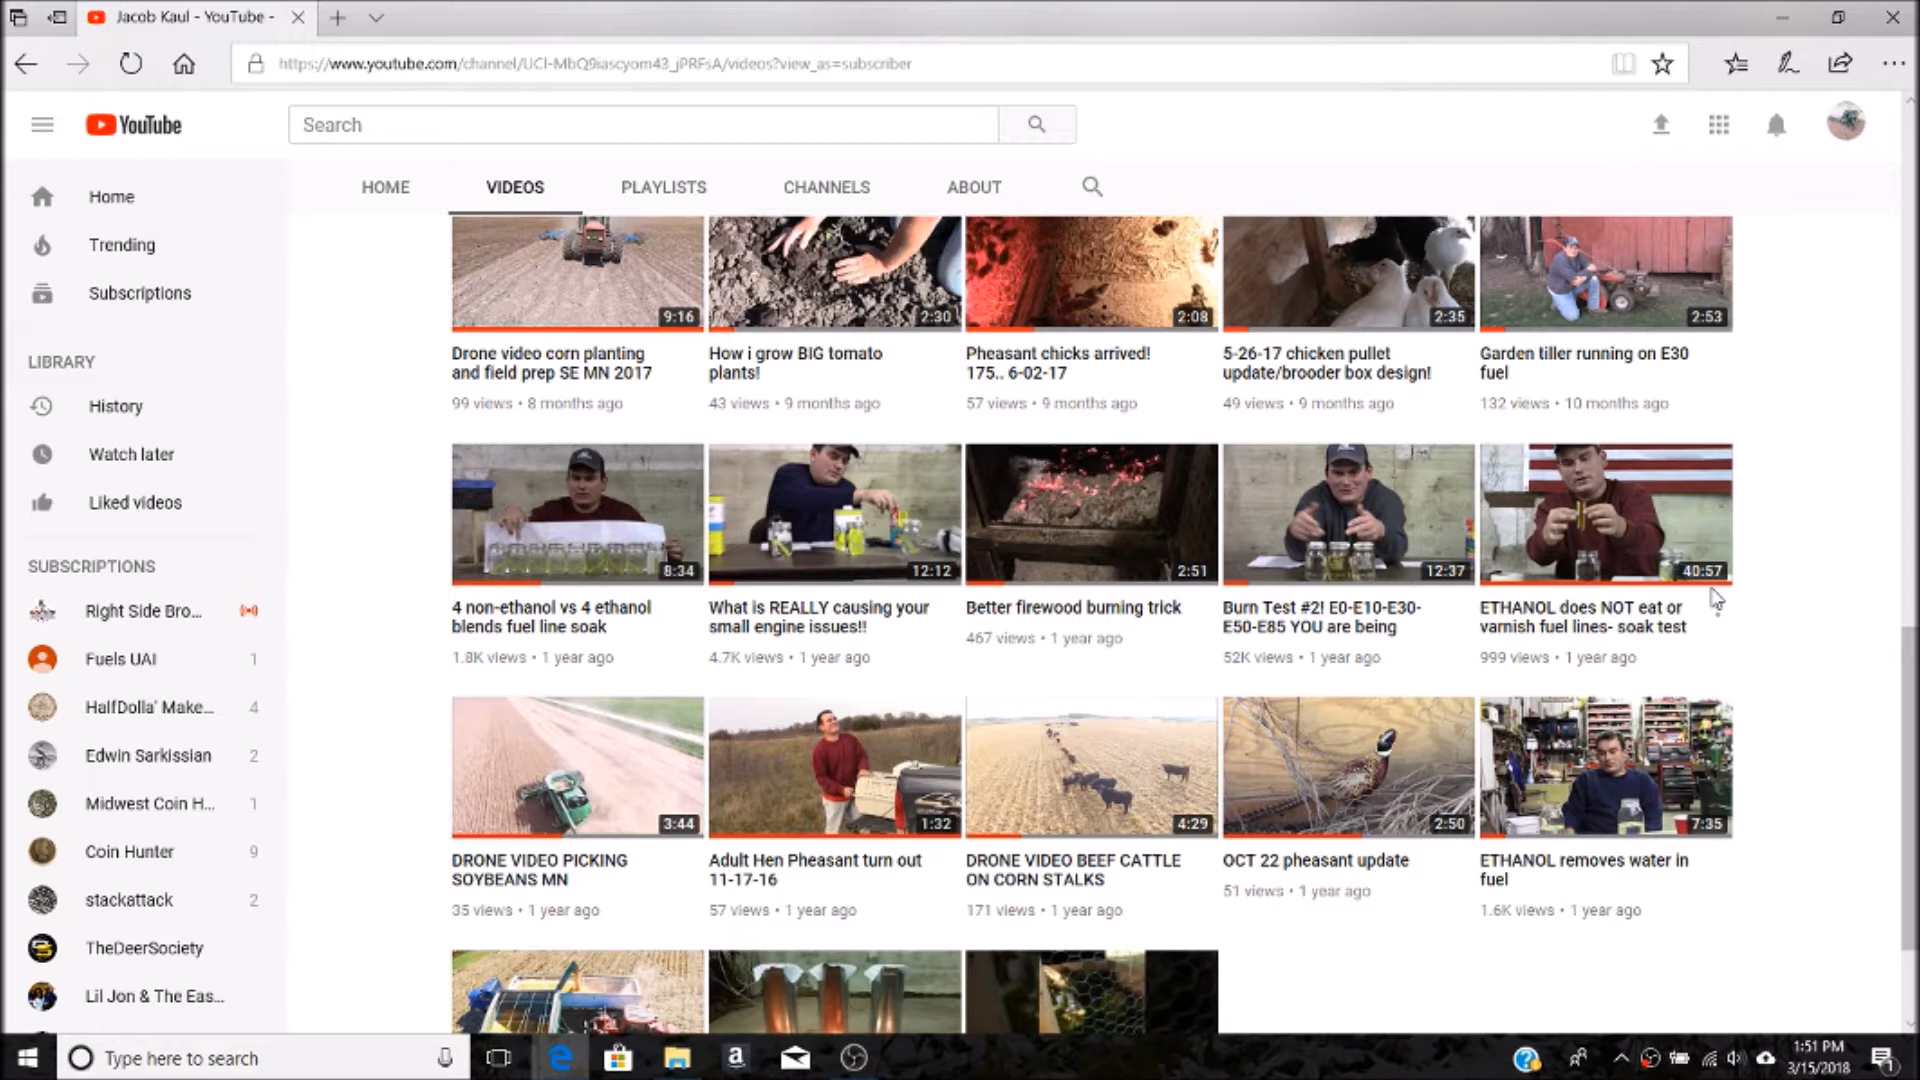 Jacob Kaul - YouTube -
https://www.youtube.com/channel/UCl-MbQ9iascyom43_jPRFsA/videos?view_as=subscriber
YouTube
Search
HOME VIDEOS PLAYLISTS CHANNELS ABOUT
Home
Trending
Subscriptions
LIBRARY
History
Watch later
Liked videos
SUBSCRIPTIONS
Right Side Bro...
Fuels UAI 1
HalfDolla' Make... 4
Edwin Sarkissian 2
Midwest Coin H... 1
Coin Hunter 9
stackattack 2
TheDeerSociety
Lil Jon & The Eas...
9:16
Drone video corn planting
and field prep SE MN 2017
99 views • 8 months ago
2:30
How i grow BIG tomato
plants!
43 views • 9 months ago
2:08
Pheasant chicks arrived!
175.. 6-02-17
57 views • 9 months ago
2:35
5-26-17 chicken pullet
update/brooder box design!
49 views • 9 months ago
2:53
Garden tiller running on E30
fuel
132 views • 10 months ago
8:34
4 non-ethanol vs 4 ethanol
blends fuel line soak
1.8K views • 1 year ago
12:12
What is REALLY causing your
small engine issues!!
4.7K views • 1 year ago
2:51
Better firewood burning trick
467 views • 1 year ago
12:37
Burn Test #2! E0-E10-E30-
E50-E85 YOU are being
52K views • 1 year ago
40:57
ETHANOL does NOT eat or
varnish fuel lines- soak test
999 views • 1 year ago
3:44
DRONE VIDEO PICKING
SOYBEANS MN
35 views • 1 year ago
1:32
Adult Hen Pheasant turn out
11-17-16
57 views • 1 year ago
4:29
DRONE VIDEO BEEF CATTLE
ON CORN STALKS
171 views • 1 year ago
2:50
OCT 22 pheasant update
51 views • 1 year ago
7:35
ETHANOL removes water in
fuel
1.6K views • 1 year ago
Type here to search
1:51 PM
3/15/2018
1